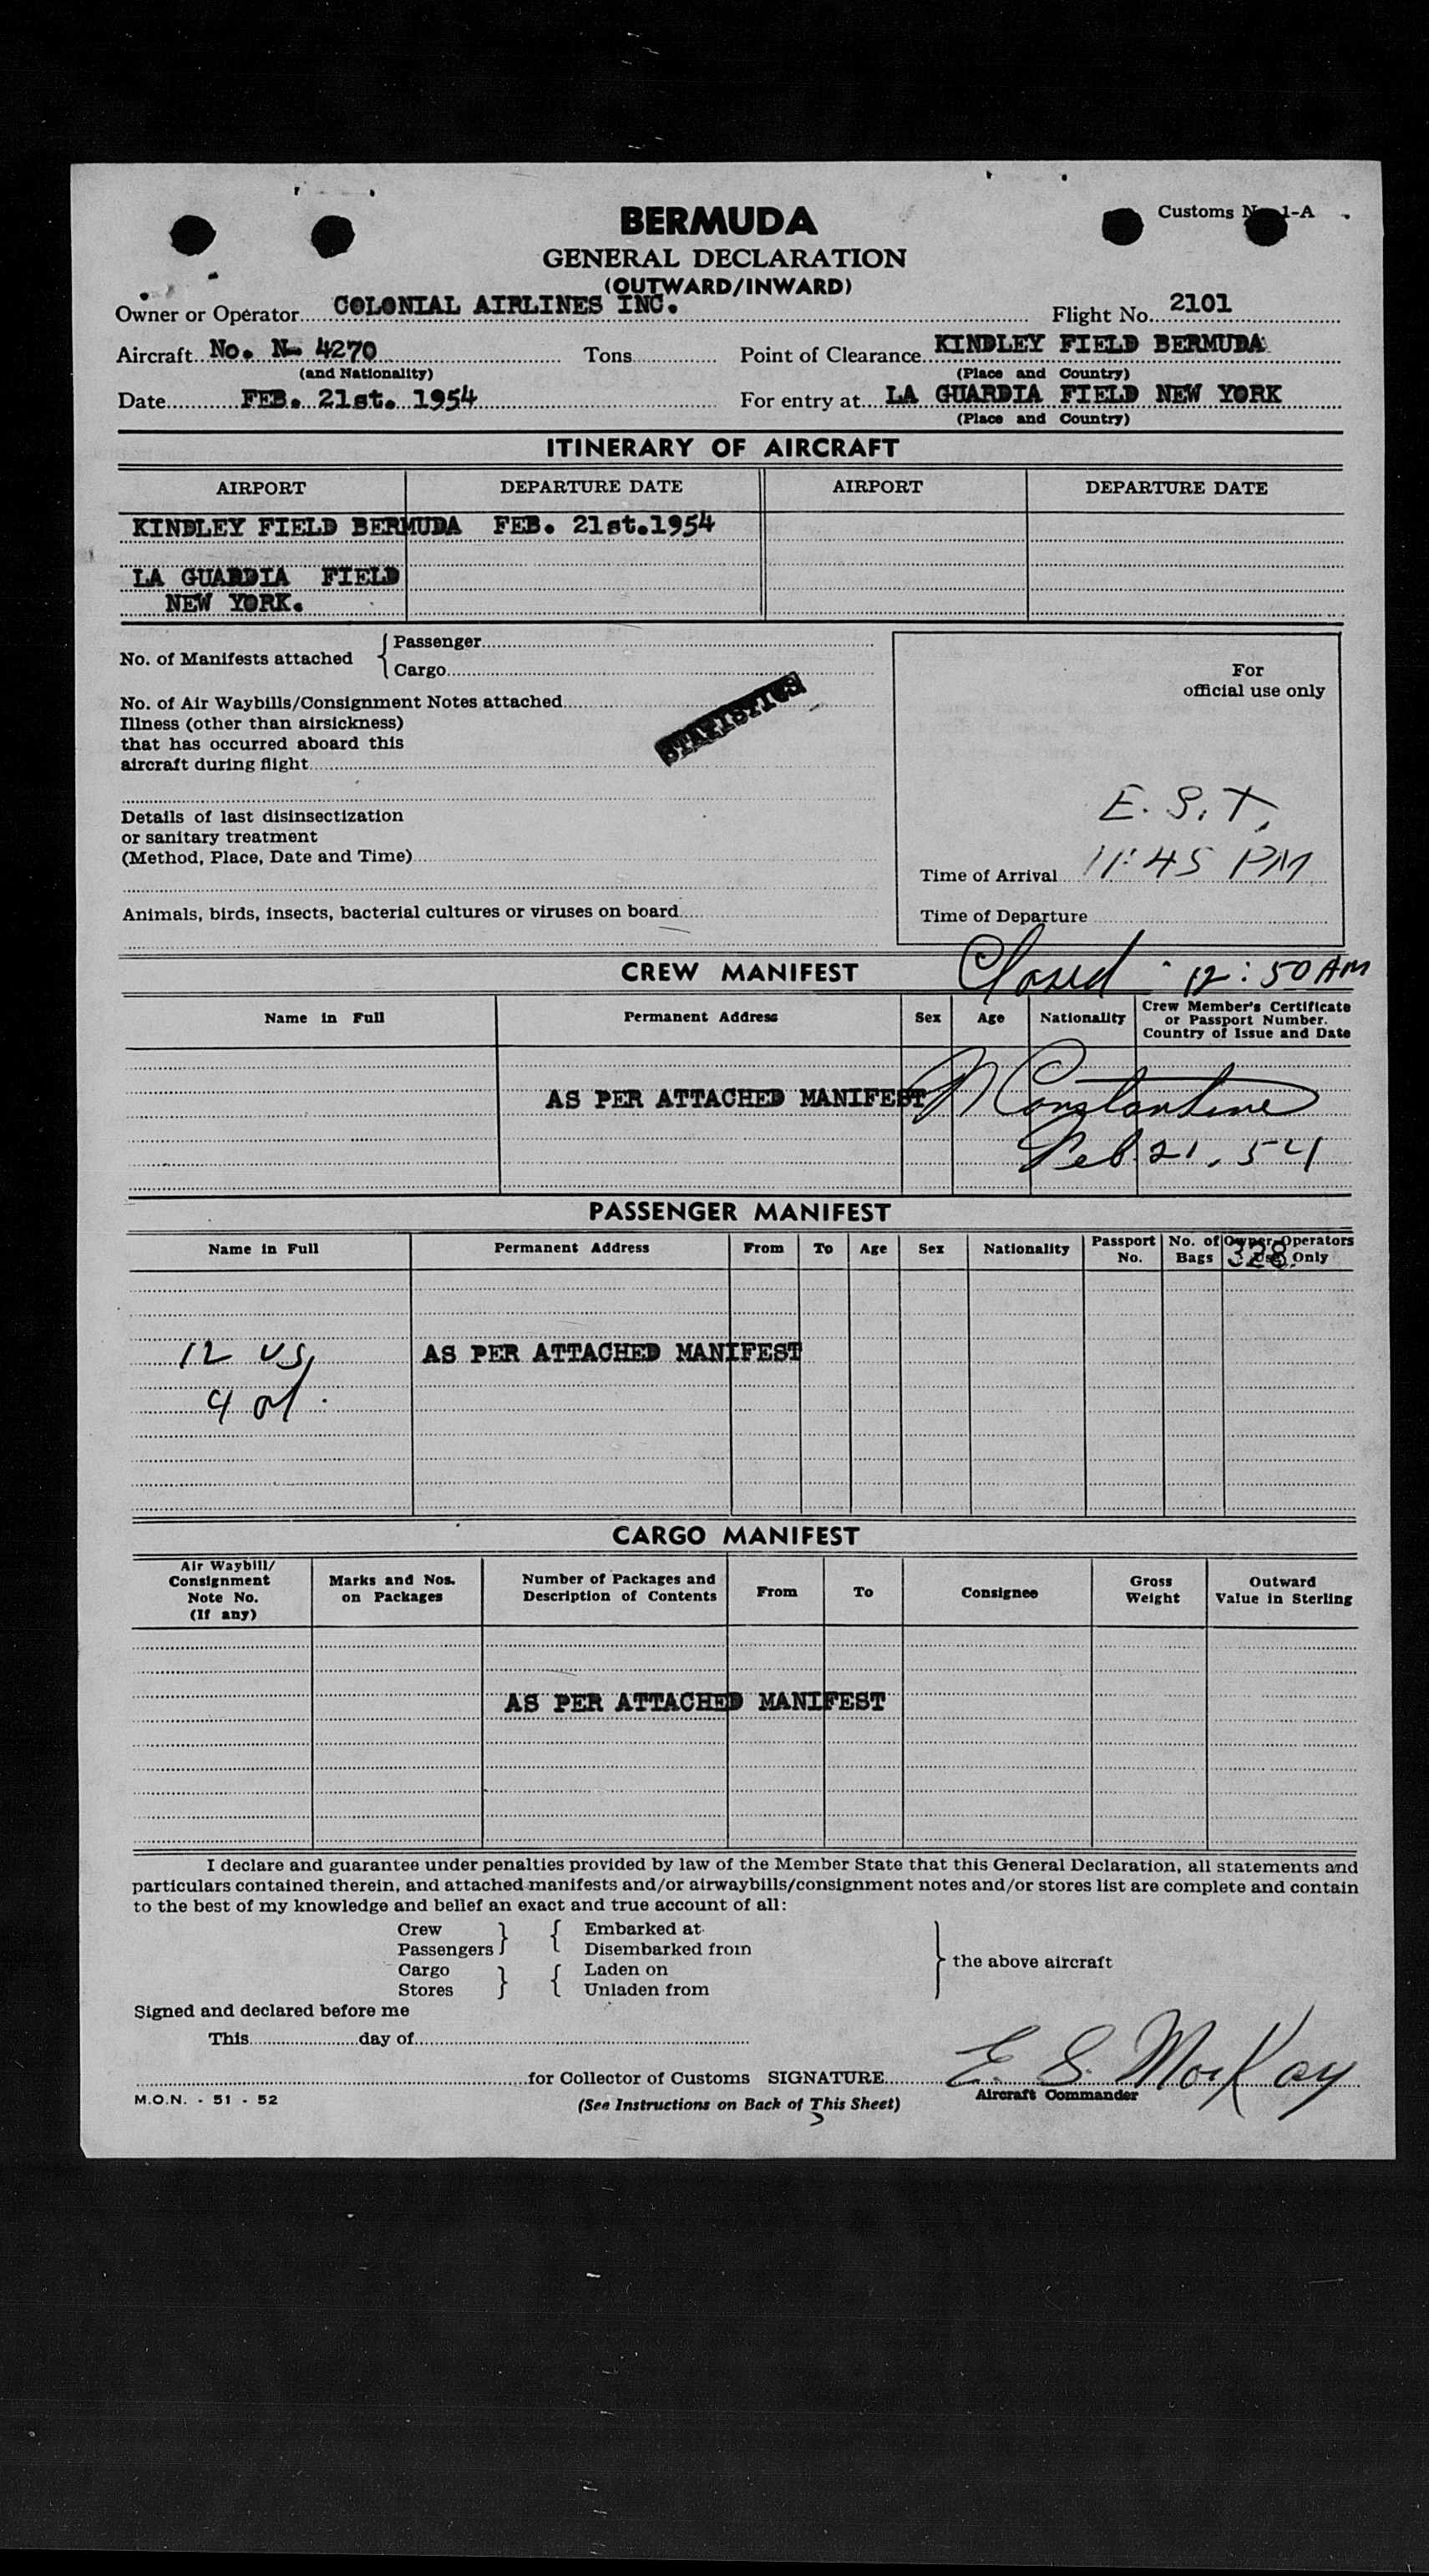 Customs No. 1-A
BERMUDA
GENERAL DECLARATION
(OUTWARD/INWARD)
Owner or Operator COLONIAL AIRLINES INC. Flight No. 2101
Aircraft No. N- 4270 Tons Point of Clearance KINDLEY FIELD BERMUDA
(and Nationality) (Place and Country)
Date FEB. 21st. 1954 For entry at LA GUARDIA FIELD NEW YORK
(Place and Country)
ITINERARY OF AIRCRAFT
AIRPORT DEPARTURE DATE AIRPORT DEPARTURE DATE
KINDLEY FIELD BERMUDA FEB. 21st.1954
LA GUARDIA FIELD
NEW YORK.
No. of Manifests attached { Passenger
Cargo
For
official use only
No. of Air Waybills/Consignment Notes attached
STATISTICS
Illness (other than airsickness)
that has occurred aboard this
aircraft during flight
Details of last disinsectization
or sanitary treatment
(Method, Place, Date and Time)
E.S.T.
Time of Arrival 11:45 PM
Animals, birds, insects, bacterial cultures or viruses on board
Time of Departure
CREW MANIFEST Closed - 12:50 AM
Name in Full Permanent Address Sex Age Nationality Crew Member's Certificate
or Passport Number.
Country of Issue and Date
AS PER ATTACHED MANIFEST
N Constantine
Feb. 21. 54
PASSENGER MANIFEST
Name in Full Permanent Address From To Age Sex Nationality Passport No. No. of Bags Owner-Operators Use Only
328
12 US
AS PER ATTACHED MANIFEST
4
CARGO MANIFEST
Air Waybill/
Consignment
Note No.
(If any) Marks and Nos.
on Packages Number of Packages and
Description of Contents From To Consignee Gross
Weight Outward
Value in Sterling
AS PER ATTACHED MANIFEST
I declare and guarantee under penalties provided by law of the Member State that this General Declaration, all statements and
particulars contained therein, and attached manifests and/or airwaybills/consignment notes and/or stores list are complete and contain
to the best of my knowledge and belief an exact and true account of all:
Crew } { Embarked at
Passengers Disembarked from
Cargo } { Laden on
Stores Unladen from
} the above aircraft
Signed and declared before me
This day of
for Collector of Customs SIGNATURE E. S. MacKay
Aircraft Commander
M.O.N. - 51 - 52
(See Instructions on Back of This Sheet)